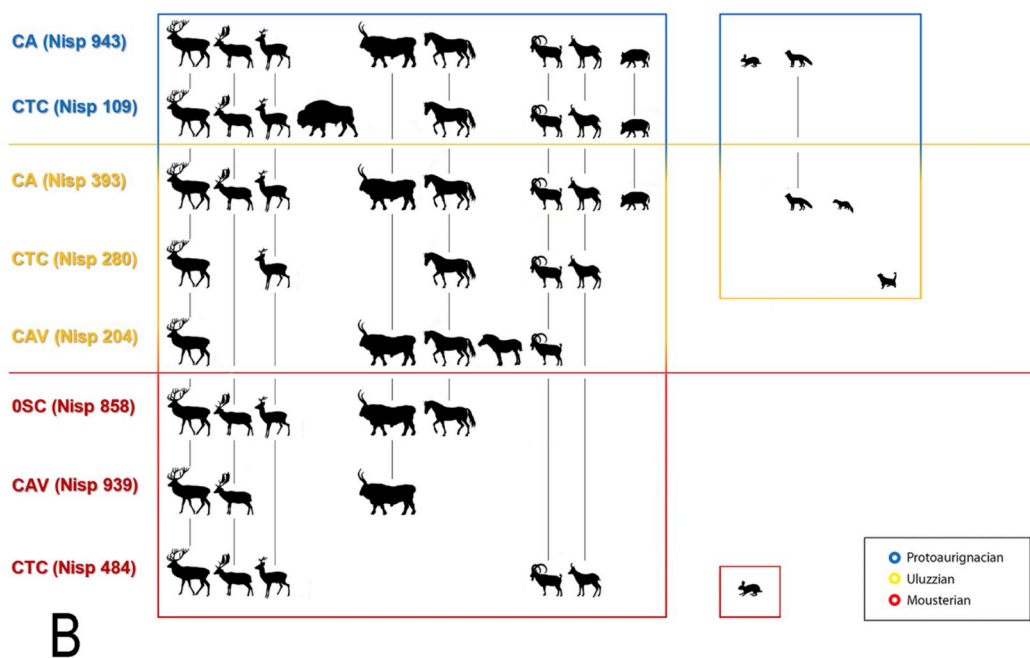 CA (Nisp 943)
CTC (Nisp 109)
CA (Nisp 393)
CTC (Nisp 280)
CAV (Nisp 204)
0SC (Nisp 858)
CAV (Nisp 939)
CTC (Nisp 484)
Protoaurignacian
Uluzzian
Mousterian
B